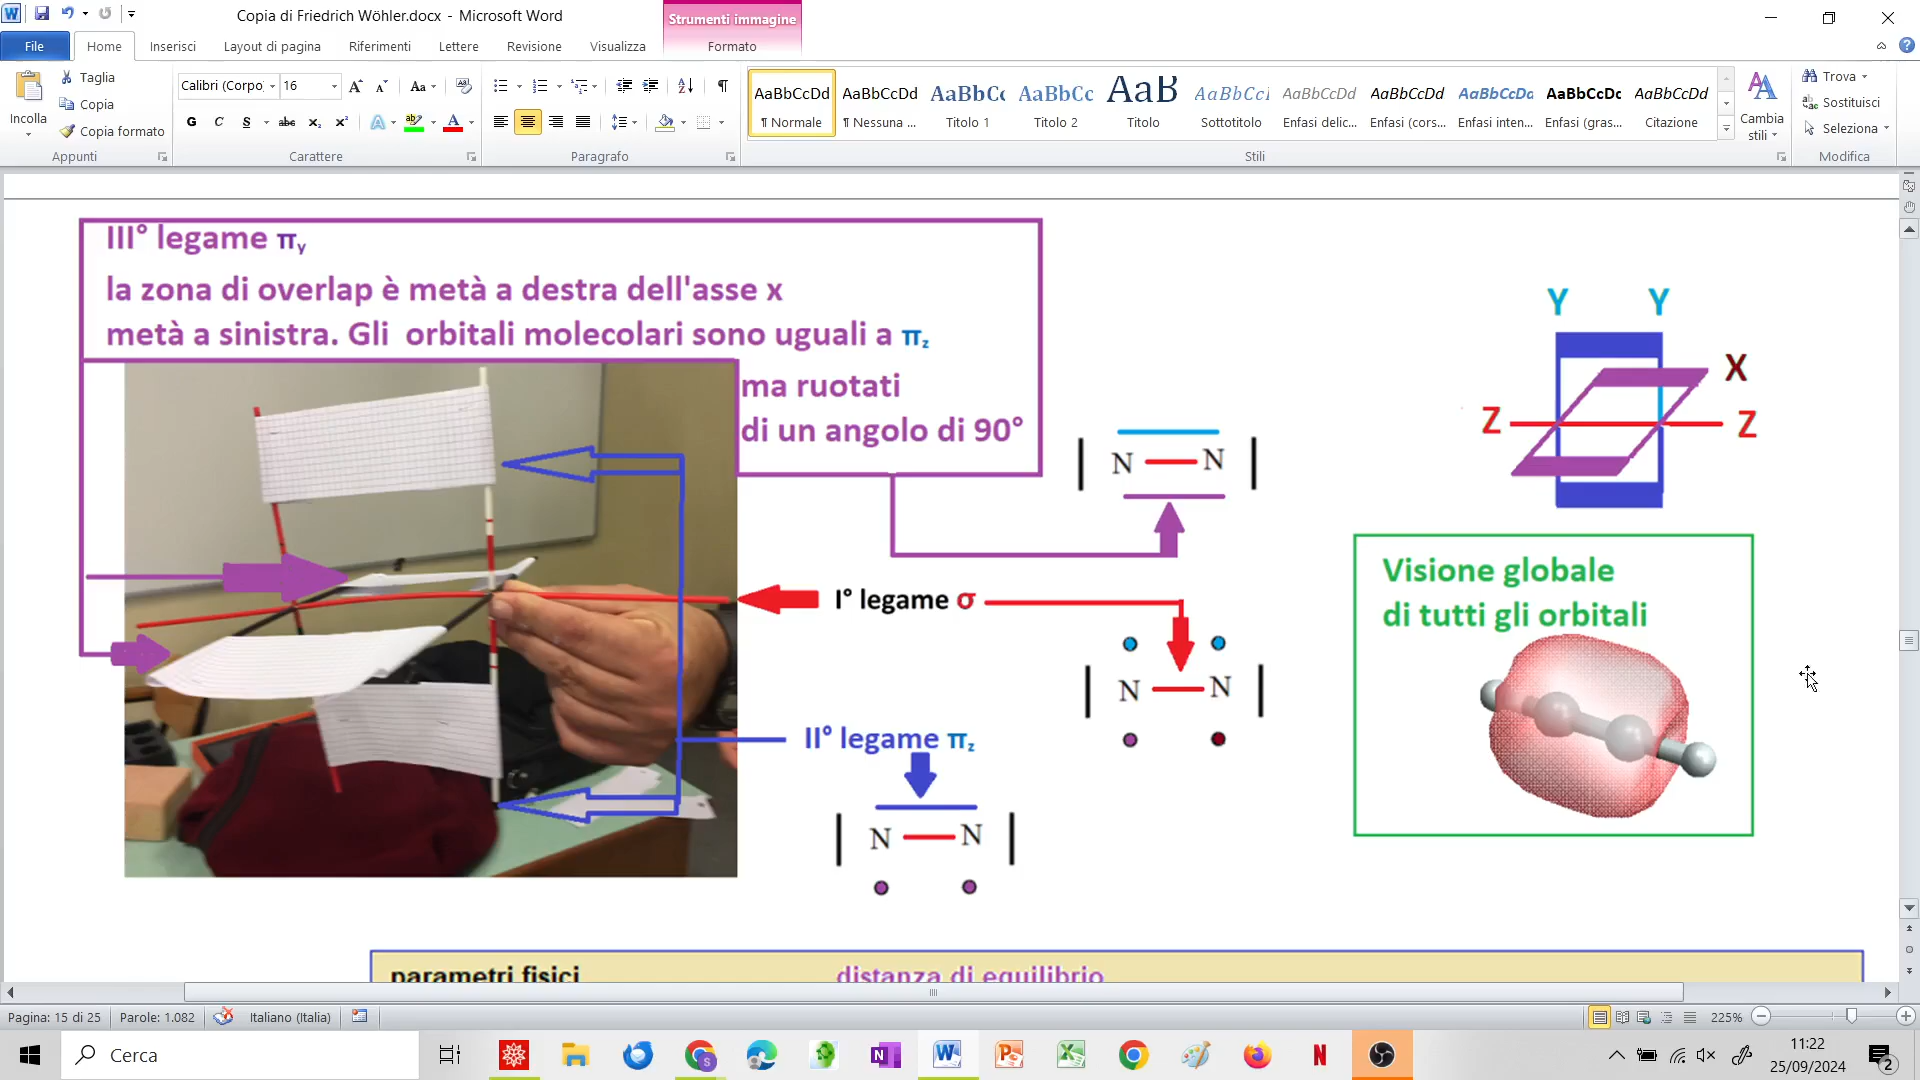 Copia di Friedrich Wöhler.docx - Microsoft Word
Strumenti immagine
File
Home
Inserisci
Layout di pagina
Riferimenti
Lettere
Revisione
Visualizza
Formato
Incolla
Taglia
Copia
Copia formato
Appunti
Calibri (Corpo)
16
Carattere
Paragrafo
AaBbCcDd
¶ Normale
AaBbCcDd
¶ Nessuna ...
AaBbCc
Titolo 1
AaBbCc
Titolo 2
AaB
Titolo
AaBbCcl
Sottotitolo
AaBbCcDd
Enfasi delic...
AaBbCcDd
Enfasi (cors...
AaBbCcDd
Enfasi inten...
AaBbCcDc
Enfasi (gras...
AaBbCcDd
Citazione
Stili
Cambia
stili
Trova
Sostituisci
Seleziona
Modifica
III° legame πy
la zona di overlap è metà a destra dell'asse x
metà a sinistra. Gli orbitali molecolari sono uguali a πz
ma ruotati
di un angolo di 90°
N N
Y Y
X
Z Z
I° legame σ
N N
II° legame πz
N N
Visione globale
di tutti gli orbitali
parametri fisici distanza di equilibrio
Pagina: 15 di 25
Parole: 1.082
Italiano (Italia)
225%
Cerca
11:22
25/09/2024
2